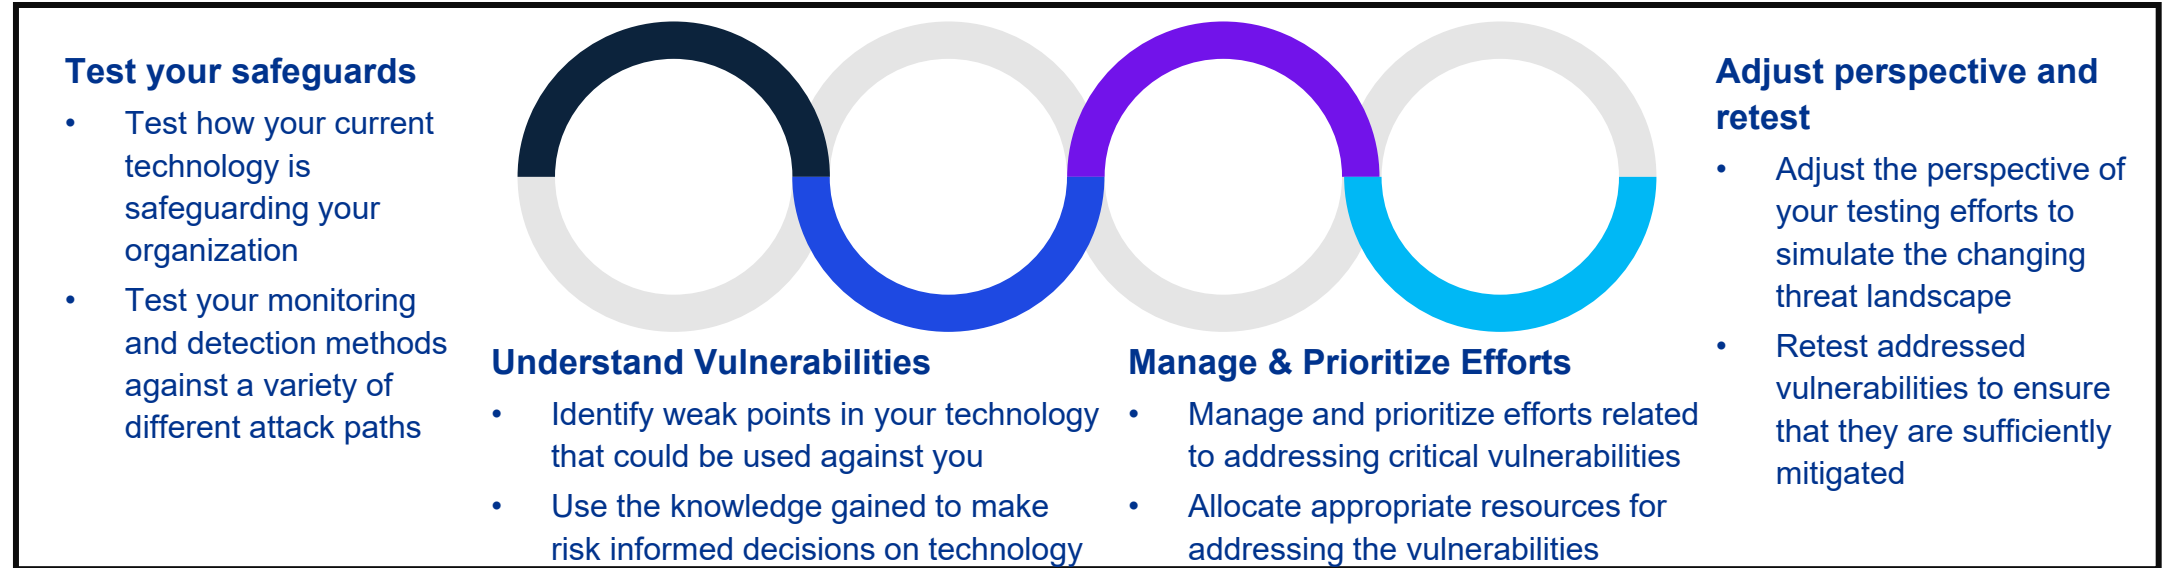 Test your safeguards
• Test how your current
technology is
safeguarding your
organization
• Test your monitoring
and detection methods
against a variety of
different attack paths
Understand Vulnerabilities
• Identify weak points in your technology
that could be used against you
• Use the knowledge gained to make
risk informed decisions on technology
Manage & Prioritize Efforts
• Manage and prioritize efforts related
to addressing critical vulnerabilities
• Allocate appropriate resources for
addressing the vulnerabilities
Adjust perspective and
retest
• Adjust the perspective of
your testing efforts to
simulate the changing
threat landscape
• Retest addressed
vulnerabilities to ensure
that they are sufficiently
mitigated